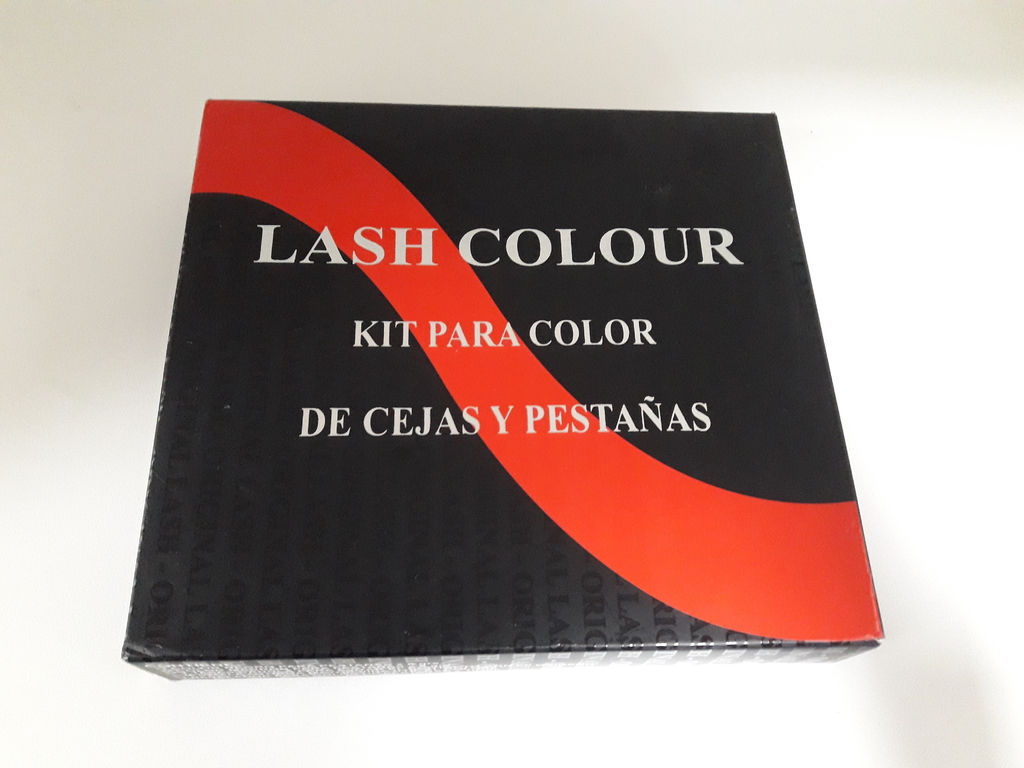 LASH COLOUR
KIT PARA COLOR
DE CEJAS Y PESTAÑAS